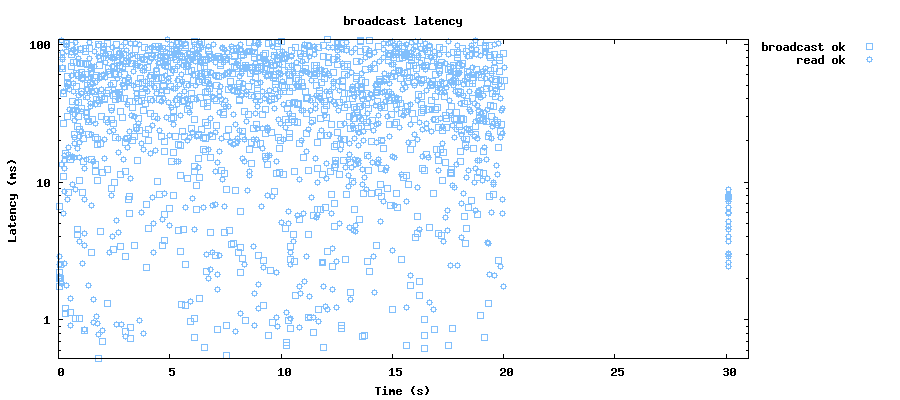 broadcast latency
100
10
1
Latency (ms)
0 5 10 15 20 25 30
Time (s)
broadcast ok
read ok